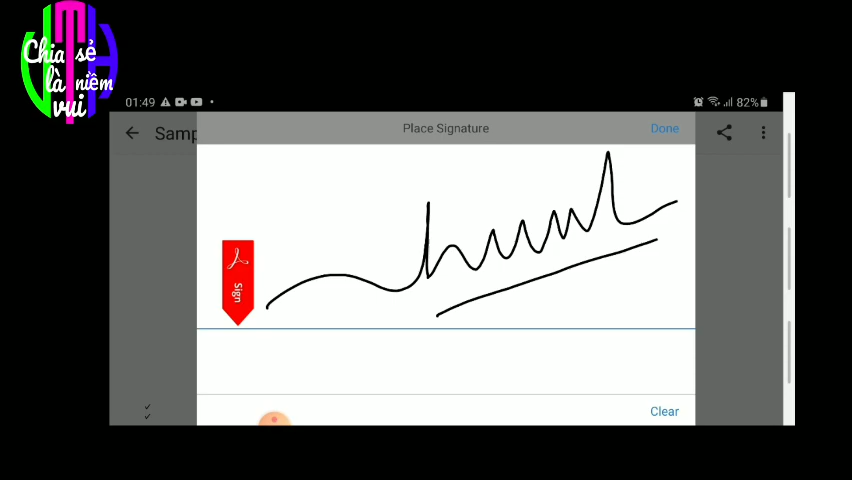 Chia sẻ
là niềm
vui
01:49
82%
Samp
Place Signature
Done
Sign
Clear